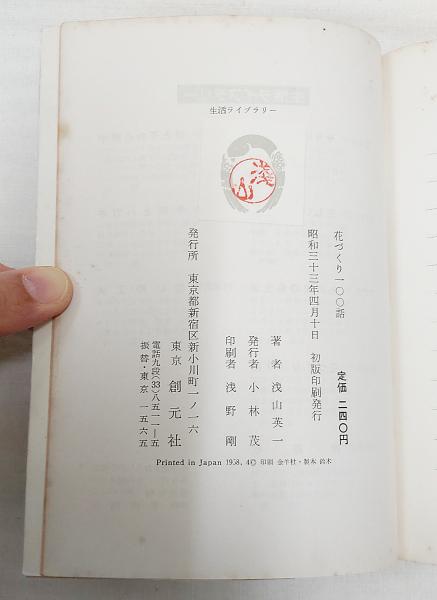 生活ライブラリー
花づくり一〇〇話
定価 二四〇円
昭和三十三年四月十日 初版印刷発行
著者 浅山英一
発行者 小林茂
印刷者 浅野剛
発行所 東京都新宿区新小川町一ノ一六
東京 創元社
電話九段(33)八五二一―五
振替・東京 一五六五
Printed in Japan 1958, 4© 印刷 金羊社・製本 鈴木